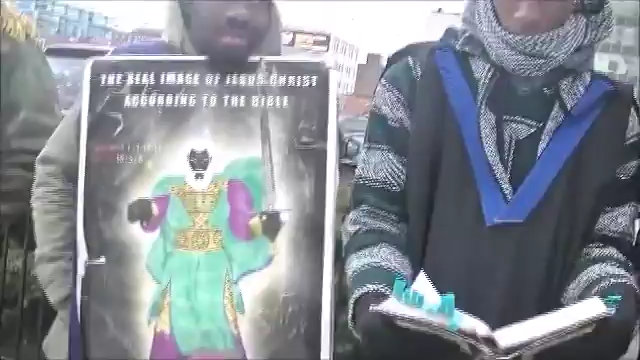 THE REAL IMAGE OF JESUS CHRIST
ACCORDING TO THE BIBLE